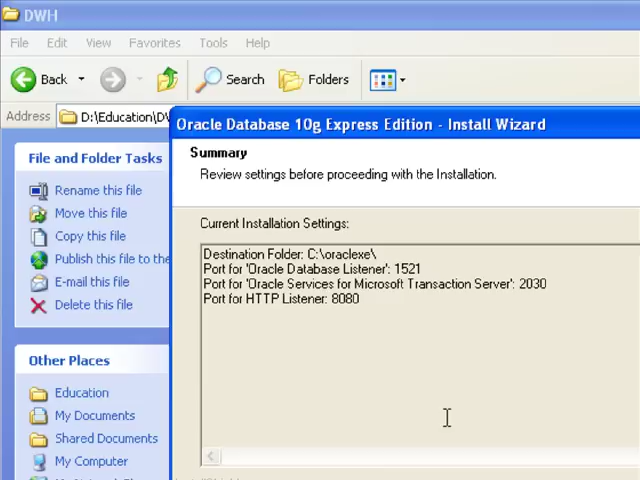 DWH
File Edit View Favorites Tools Help
Back Search Folders
Address D:\Education\DW
Oracle Database 10g Express Edition - Install Wizard
Summary
Review settings before proceeding with the Installation.
File and Folder Tasks
Rename this file
Move this file
Copy this file
Publish this file to the
E-mail this file
Delete this file
Current Installation Settings:
Destination Folder: C:\oraclexe\
Port for 'Oracle Database Listener': 1521
Port for 'Oracle Services for Microsoft Transaction Server': 2030
Port for HTTP Listener: 8080
Other Places
Education
My Documents
Shared Documents
My Computer